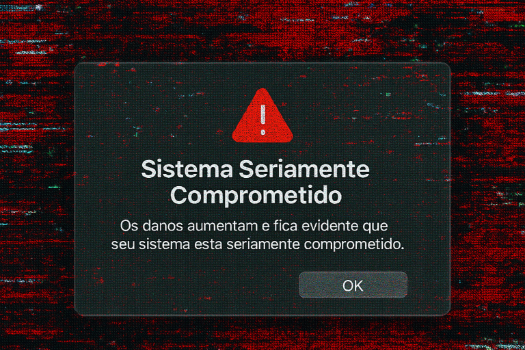 !
Sistema Seriamente
Comprometido
Os danos aumentam e fica evidente que
seu sistema esta seriamente comprometido.
OK